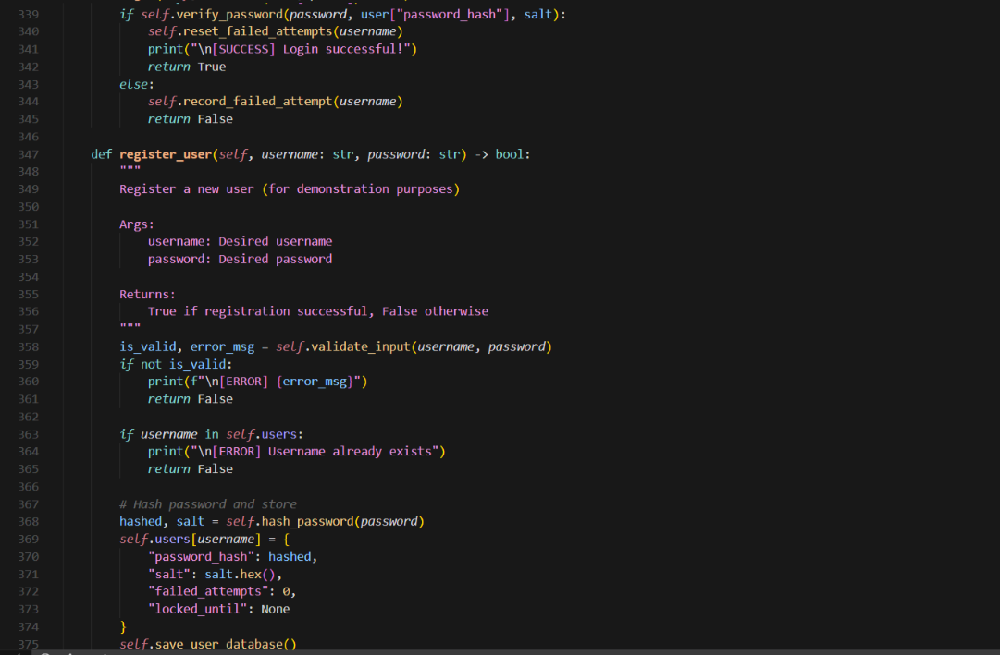 339 if self.verify_password(password, user["password_hash"], salt):
340 self.reset_failed_attempts(username)
341 print("\n[SUCCESS] Login successful!")
342 return True
343 else:
344 self.record_failed_attempt(username)
345 return False
346
347 def register_user(self, username: str, password: str) -> bool:
348 """
349 Register a new user (for demonstration purposes)
350
351 Args:
352 username: Desired username
353 password: Desired password
354
355 Returns:
356 True if registration successful, False otherwise
357 """
358 is_valid, error_msg = self.validate_input(username, password)
359 if not is_valid:
360 print(f"\n[ERROR] {error_msg}")
361 return False
362
363 if username in self.users:
364 print("\n[ERROR] Username already exists")
365 return False
366
367 # Hash password and store
368 hashed, salt = self.hash_password(password)
369 self.users[username] = {
370 "password_hash": hashed,
371 "salt": salt.hex(),
372 "failed_attempts": 0,
373 "locked_until": None
374 }
375 self.save_user_database()